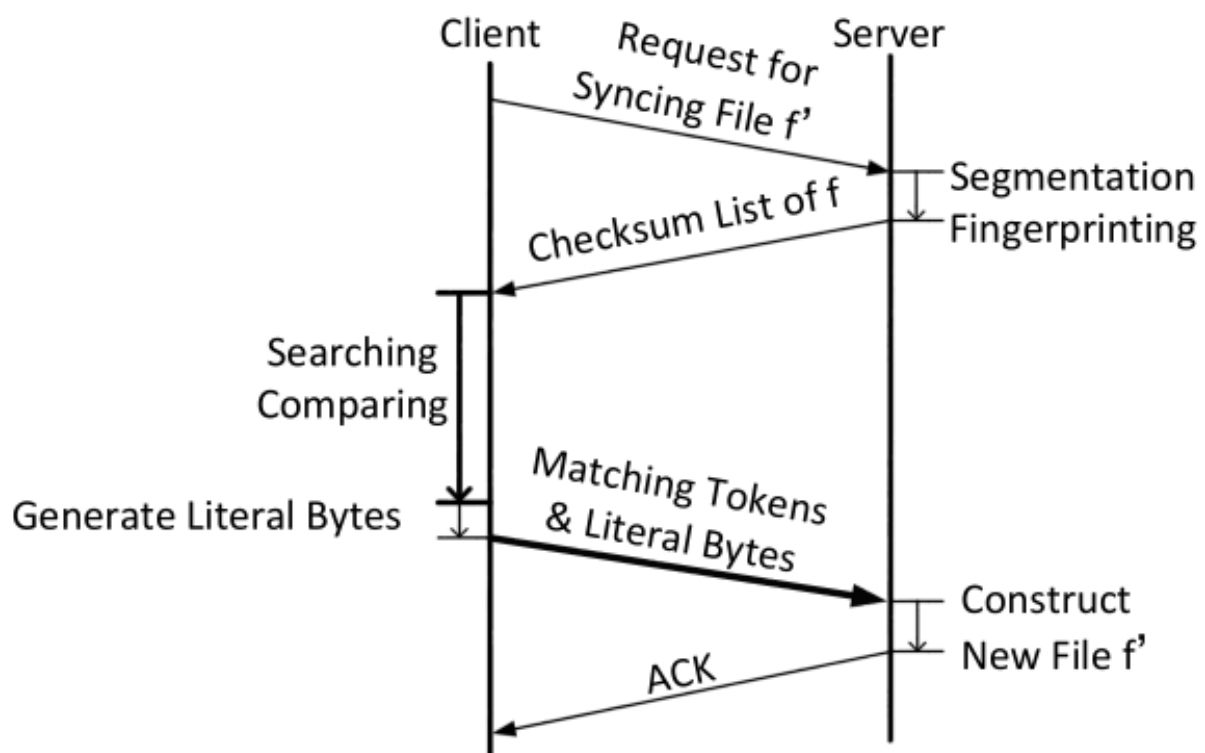 Client
Server
Request for
Syncing File f’
Segmentation
Fingerprinting
Checksum List of f
Searching
Comparing
Generate Literal Bytes
Matching Tokens
& Literal Bytes
Construct
New File f’
ACK